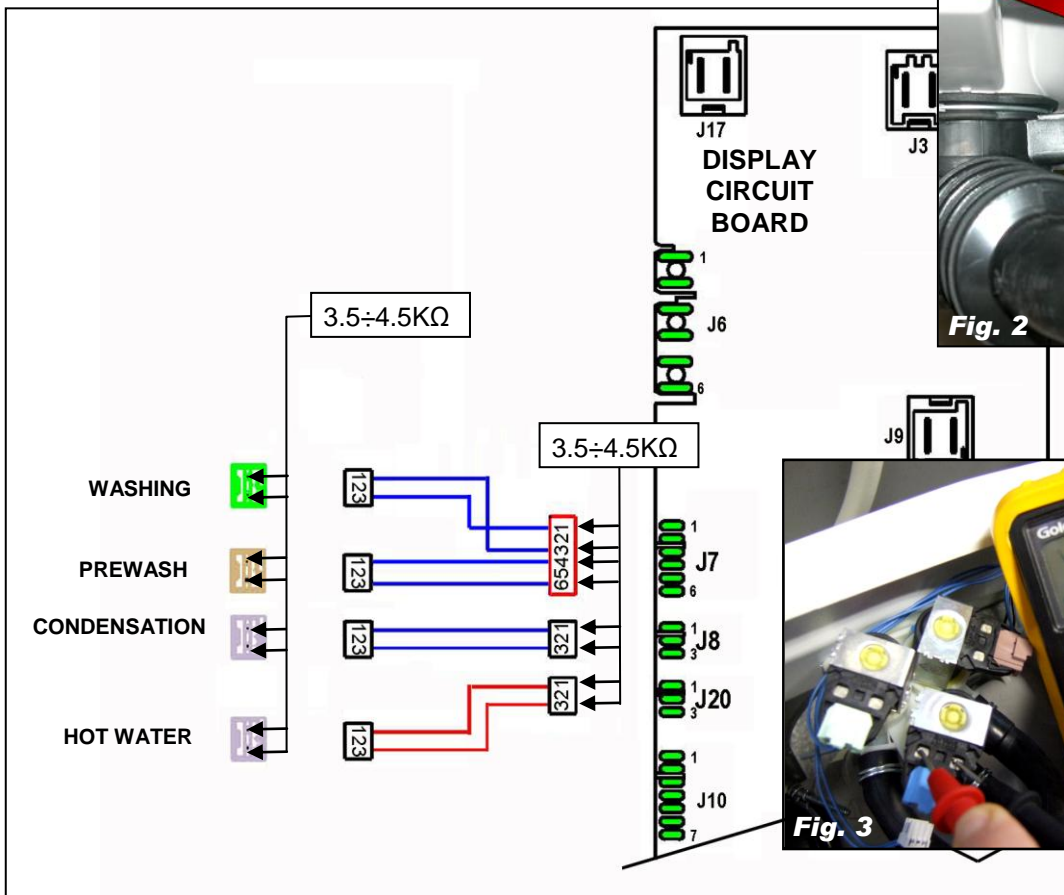 J17
J3
DISPLAY
CIRCUIT
BOARD
1
J6
6
Fig. 2
3.5÷4.5KΩ
3.5÷4.5KΩ
J9
WASHING
123
654321
1
J7
6
PREWASH
123
CONDENSATION
123
321
1
J8
3
HOT WATER
123
321
1
J20
3
1
J10
7
Gol
Fig. 3